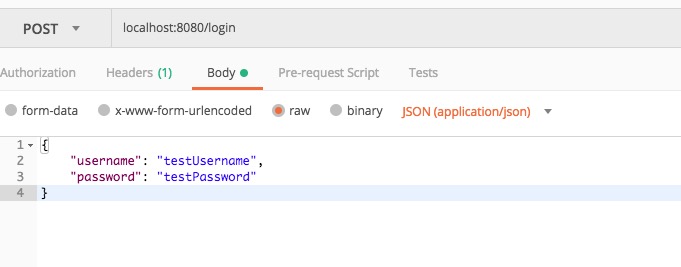 POST localhost:8080/login
Authorization Headers (1) Body Pre-request Script Tests
form-data x-www-form-urlencoded raw binary JSON (application/json)
1 {
2 "username": "testUsername",
3 "password": "testPassword"
4 }